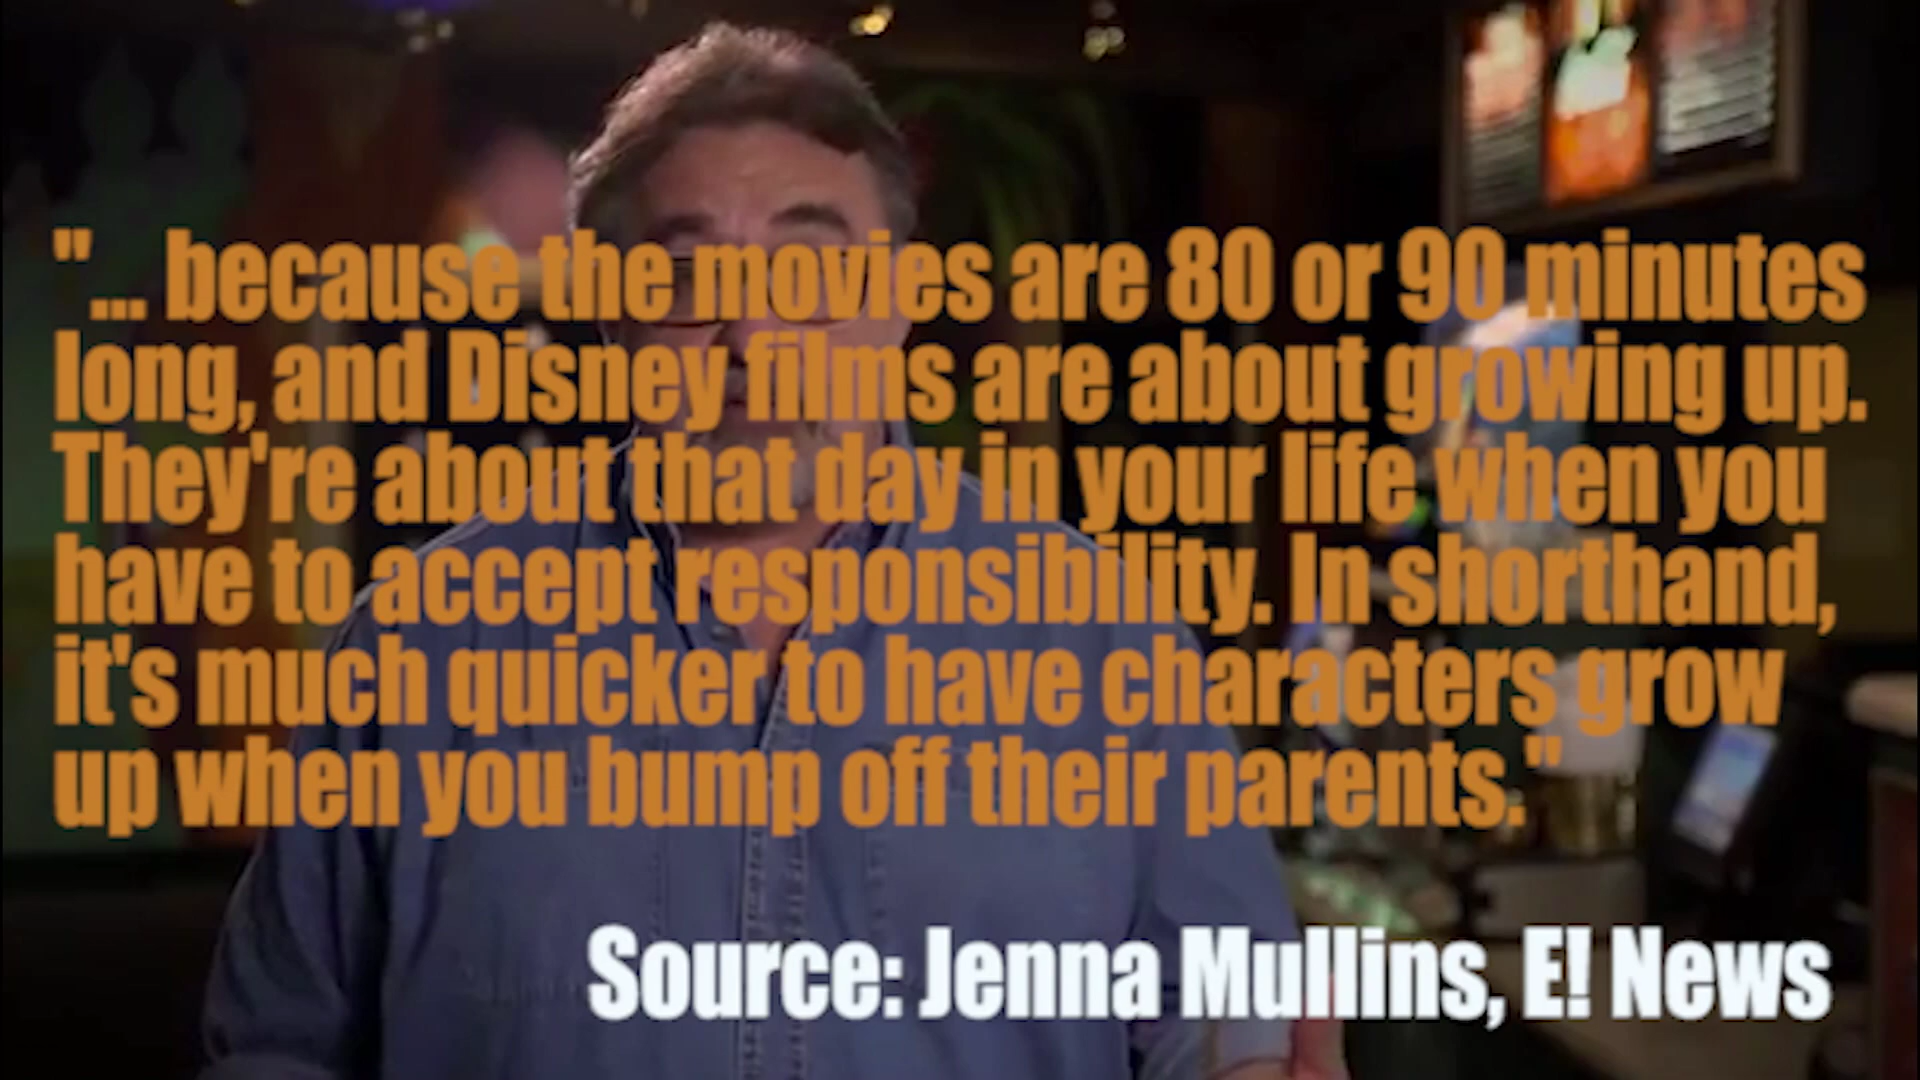 "... because the movies are 80 or 90 minutes
long, and Disney films are about growing up.
They're about that day in your life when you
have to accept responsibility. In shorthand,
it's much quicker to have characters grow
up when you bump off their parents."
Source: Jenna Mullins, E! News